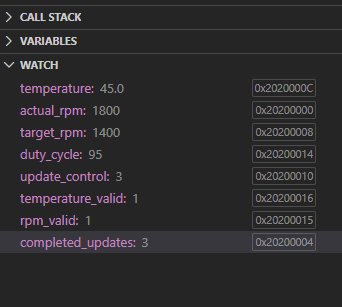 CALL STACK
VARIABLES
WATCH
temperature: 45.0 0x2020000C
actual_rpm: 1800 0x20200000
target_rpm: 1400 0x20200008
duty_cycle: 95 0x20200014
update_control: 3 0x20200010
temperature_valid: 1 0x20200016
rpm_valid: 1 0x20200015
completed_updates: 3 0x20200004